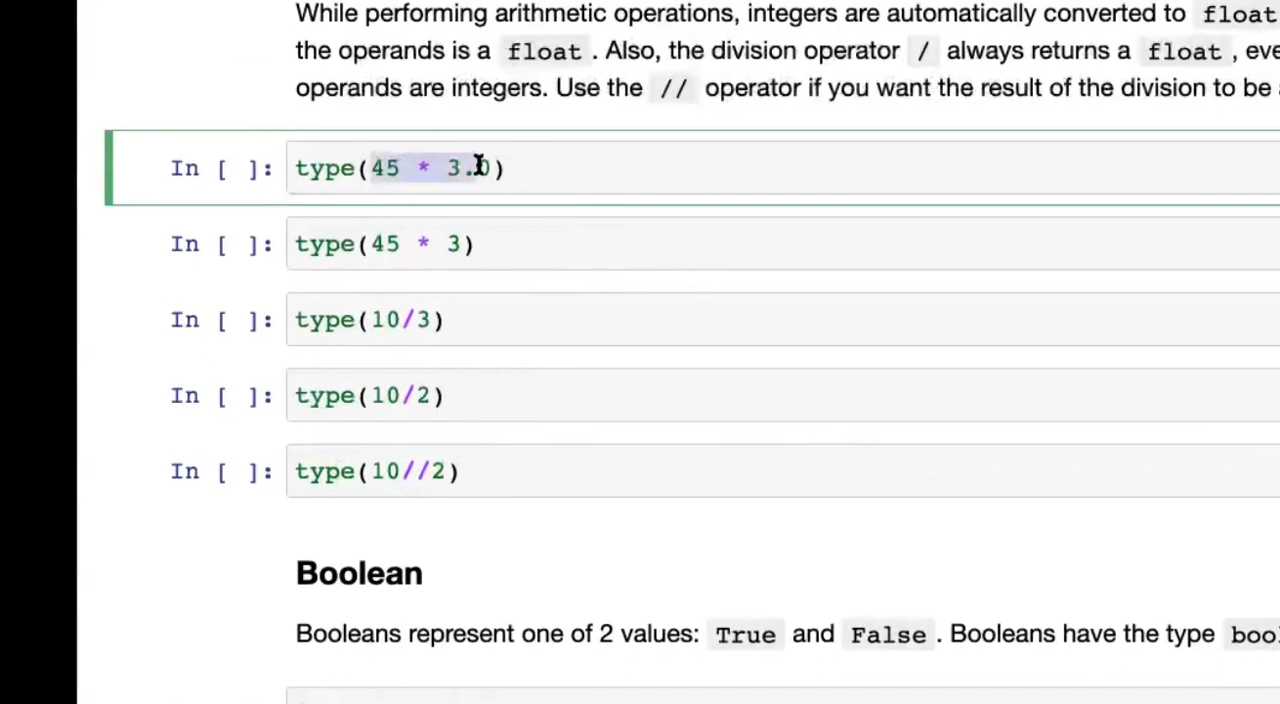 While performing arithmetic operations, integers are automatically converted to float
the operands is a float . Also, the division operator / always returns a float , eve
operands are integers. Use the // operator if you want the result of the division to be
In [ ]: type(45 * 3.0)
In [ ]: type(45 * 3)
In [ ]: type(10/3)
In [ ]: type(10/2)
In [ ]: type(10//2)
Boolean
Booleans represent one of 2 values: True and False . Booleans have the type boo